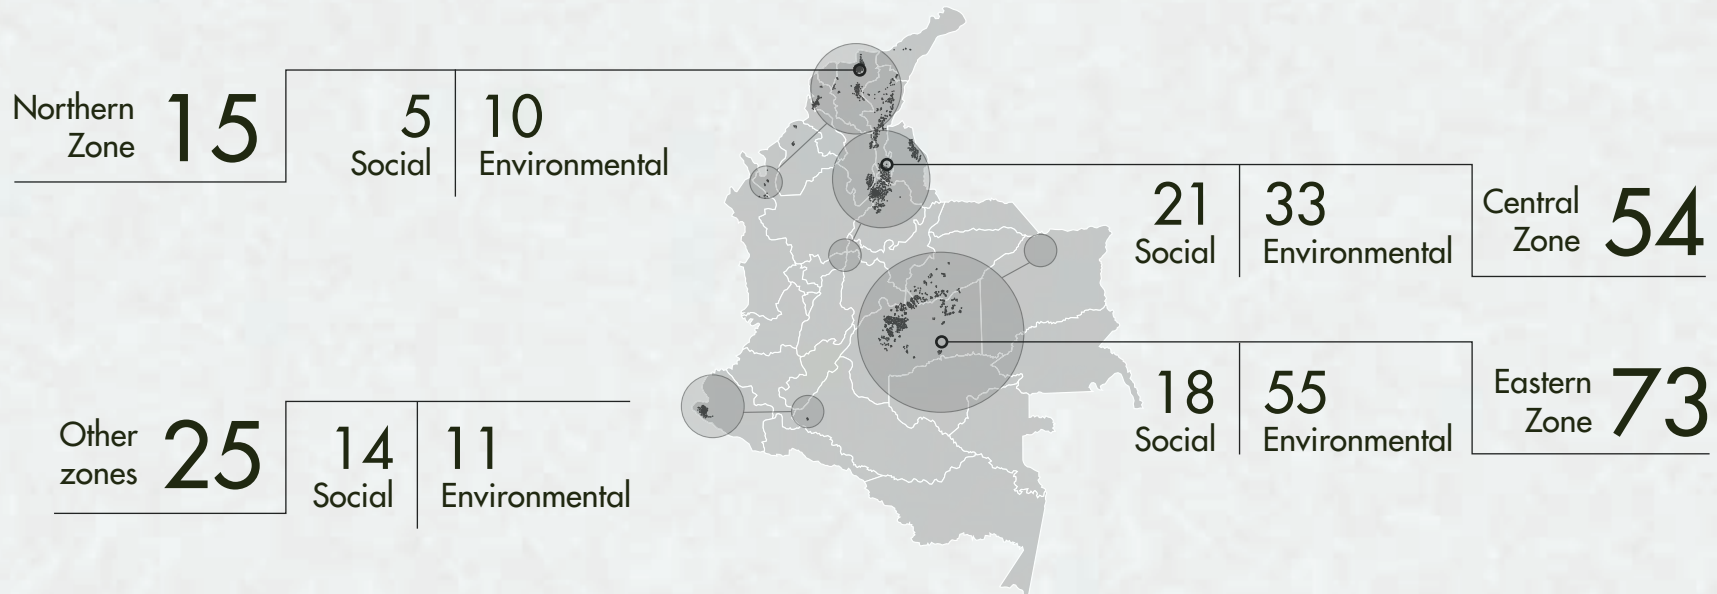 Northern
Zone
15
5
Social
10
Environmental
21
Social
33
Environmental
Central
Zone
54
18
Social
55
Environmental
Eastern
Zone
73
Other
zones
25
14
Social
11
Environmental